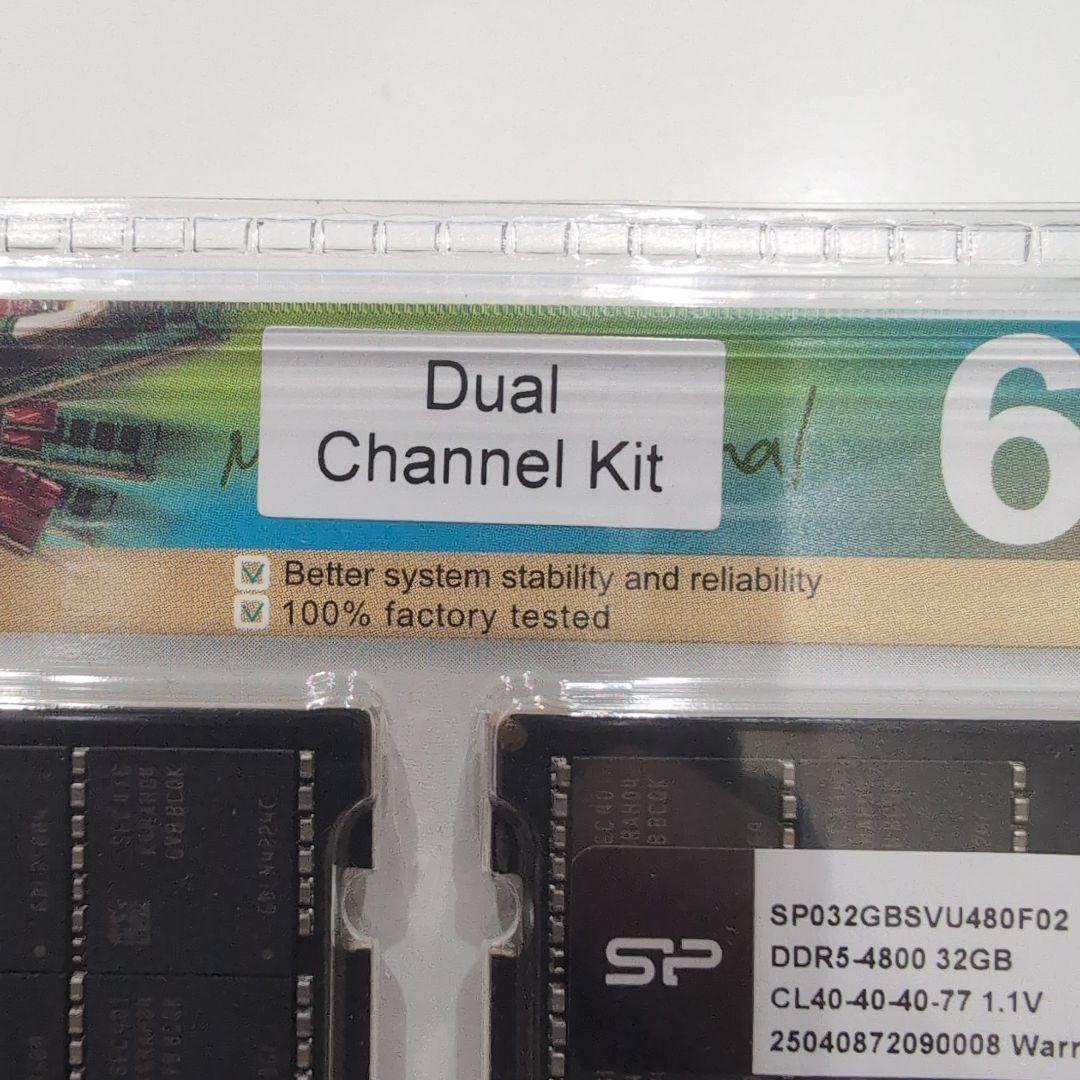 Dual
Channel Kit
6
Better system stability and reliability
100% factory tested
SP
SP032GBSVU480F02
DDR5-4800 32GB
CL40-40-40-77 1.1V
25040872090008